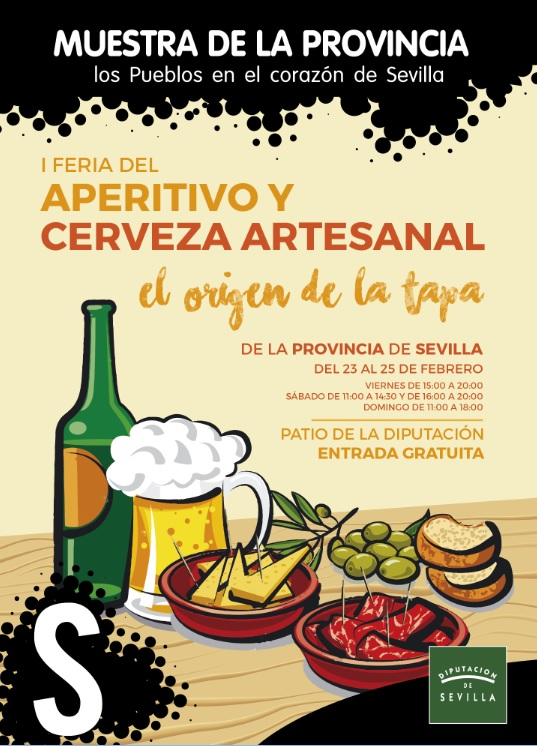 MUESTRA DE LA PROVINCIA
los Pueblos en el corazón de Sevilla
I FERIA DEL
APERITIVO Y
CERVEZA ARTESANAL
el origen de la tapa
DE LA PROVINCIA DE SEVILLA
DEL 23 AL 25 DE FEBRERO
VIERNES DE 15:00 A 20:00
SÁBADO DE 11:00 A 14:30 Y DE 16:00 A 20:00
DOMINGO DE 11:00 A 18:00
PATIO DE LA DIPUTACIÓN
ENTRADA GRATUITA
S
DIPUTACION
DE
SEVILLA